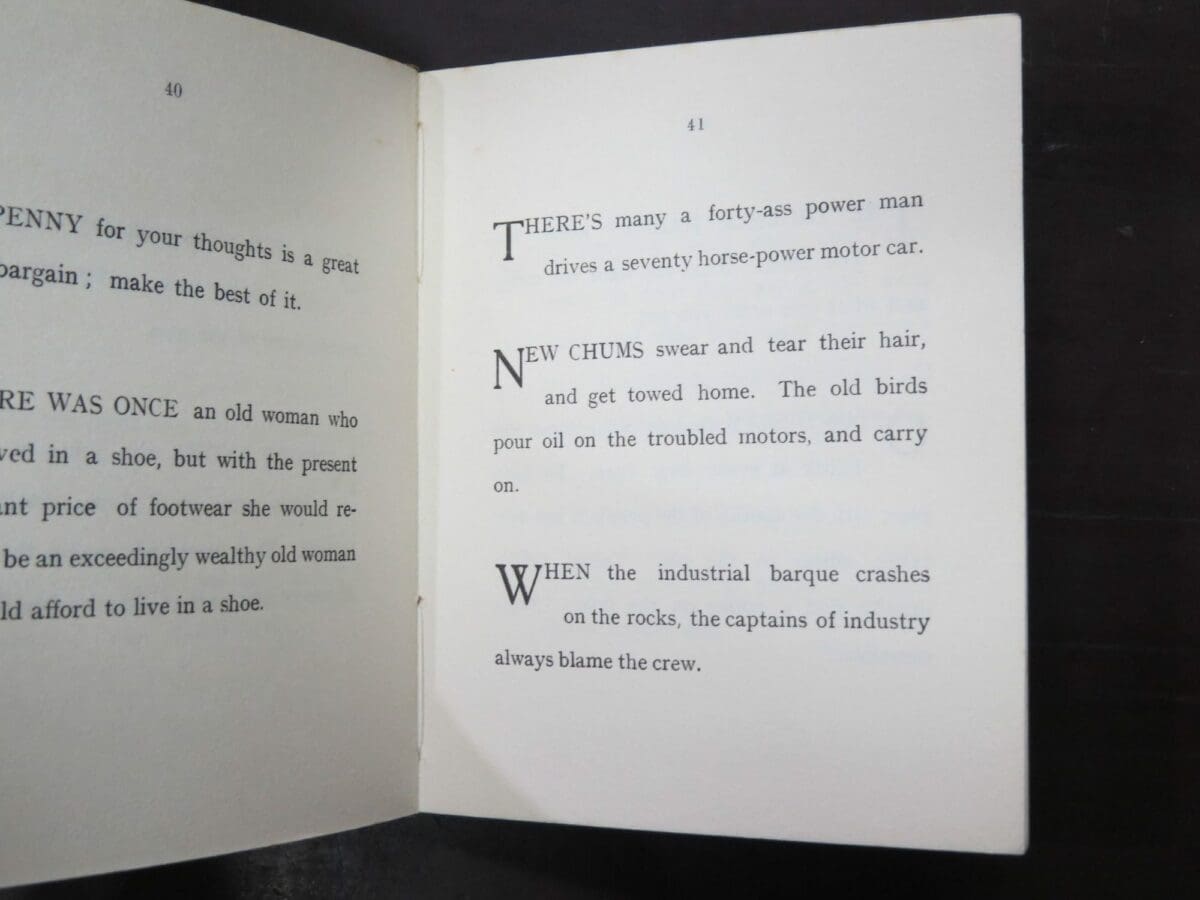 40
PENNY for your thoughts is a great
bargain ; make the best of it.
RE WAS ONCE an old woman who
ved in a shoe, but with the present
nt price of footwear she would re-
be an exceedingly wealthy old woman
ld afford to live in a shoe.
41
THERE'S many a forty-ass power man
drives a seventy horse-power motor car.
NEW CHUMS swear and tear their hair,
and get towed home. The old birds
pour oil on the troubled motors, and carry
on.
WHEN the industrial barque crashes
on the rocks, the captains of industry
always blame the crew.